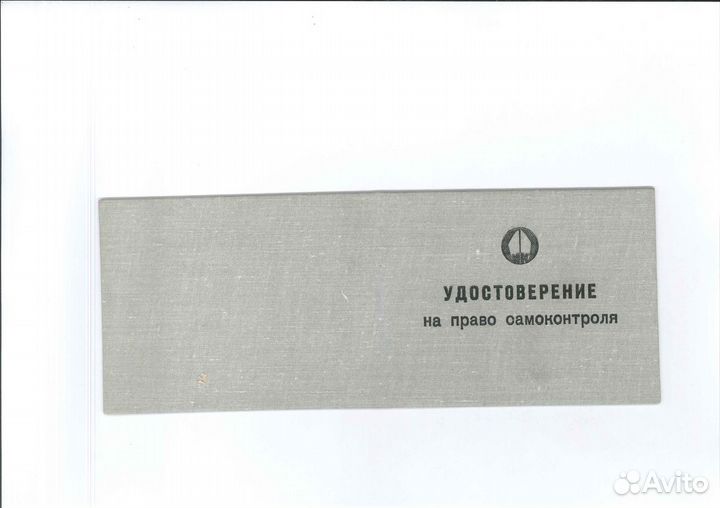 УДОСТОВЕРЕНИЕ
на право самоконтроля
Avito